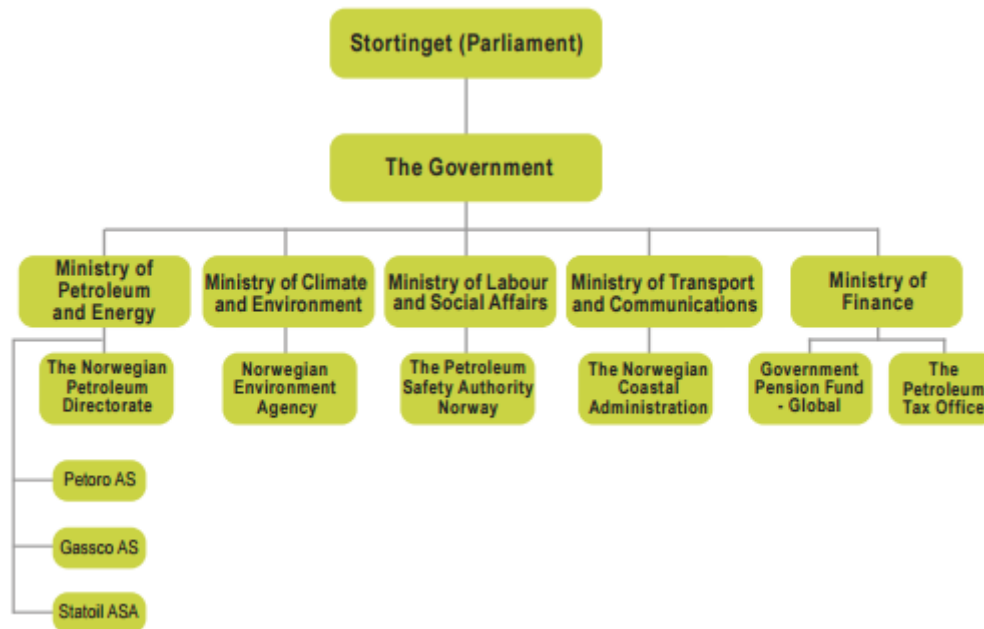 Stortinget (Parliament)
The Government
Ministry of
Petroleum
and Energy
Ministry of Climate
and Environment
Ministry of Labour
and Social Affairs
Ministry of Transport
and Communications
Ministry of
Finance
The Norwegian
Petroleum
Directorate
Norwegian
Environment
Agency
The Petroleum
Safety Authority
Norway
The Norwegian
Coastal
Administration
Government
Pension Fund
- Global
The
Petroleum
Tax Office
Petoro AS
Gassco AS
Statoil ASA